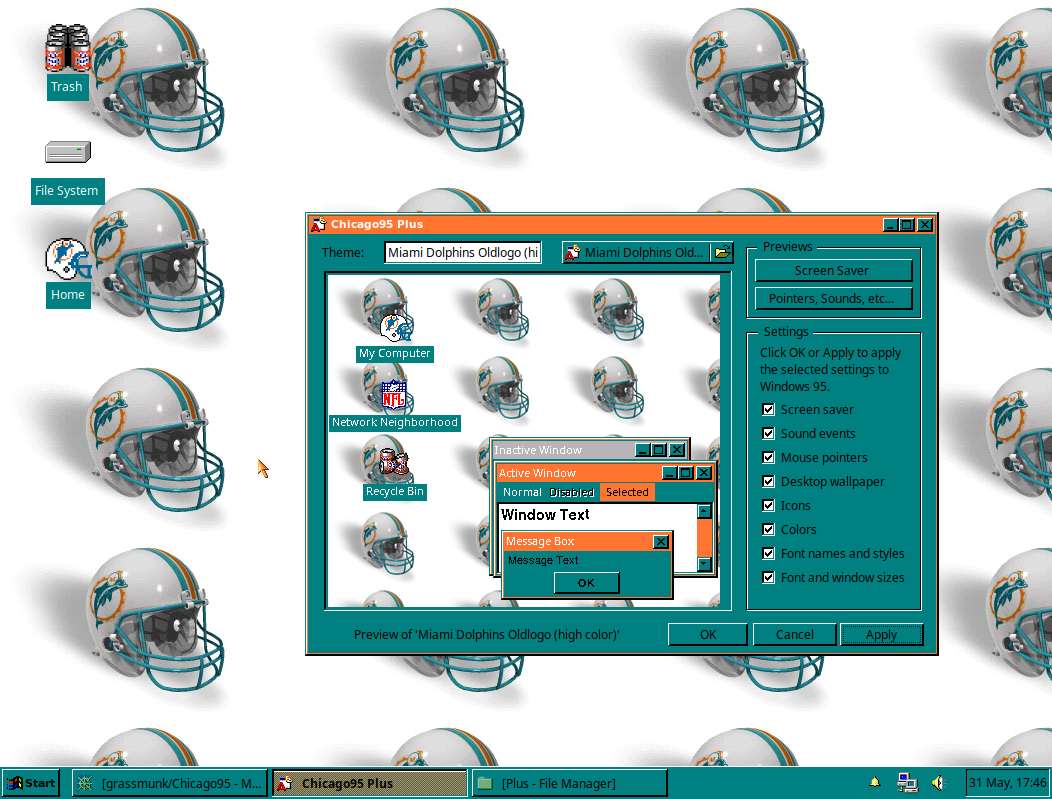 Trash
File System
Home
Chicago95 Plus
Theme:
Miami Dolphins Oldlogo (hi
Miami Dolphins Old...
Previews
Screen Saver
Pointers, Sounds, etc...
My Computer
NFL
Network Neighborhood
Recycle Bin
Inactive Window
Active Window
Normal Disabled Selected
Window Text
Message Box
Message Text
OK
Settings
Click OK or Apply to apply
the selected settings to
Windows 95.
Screen saver
Sound events
Mouse pointers
Desktop wallpaper
Icons
Colors
Font names and styles
Font and window sizes
Preview of 'Miami Dolphins Oldlogo (high color)'
OK
Cancel
Apply
Start
[grassmunk/Chicago95 - M...
Chicago95 Plus
[Plus - File Manager]
31 May, 17:46